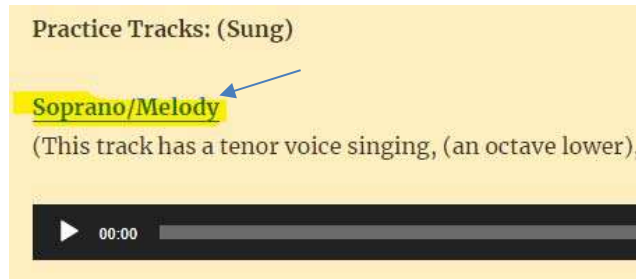 Practice Tracks: (Sung)
Soprano/Melody
(This track has a tenor voice singing, (an octave lower),
00:00